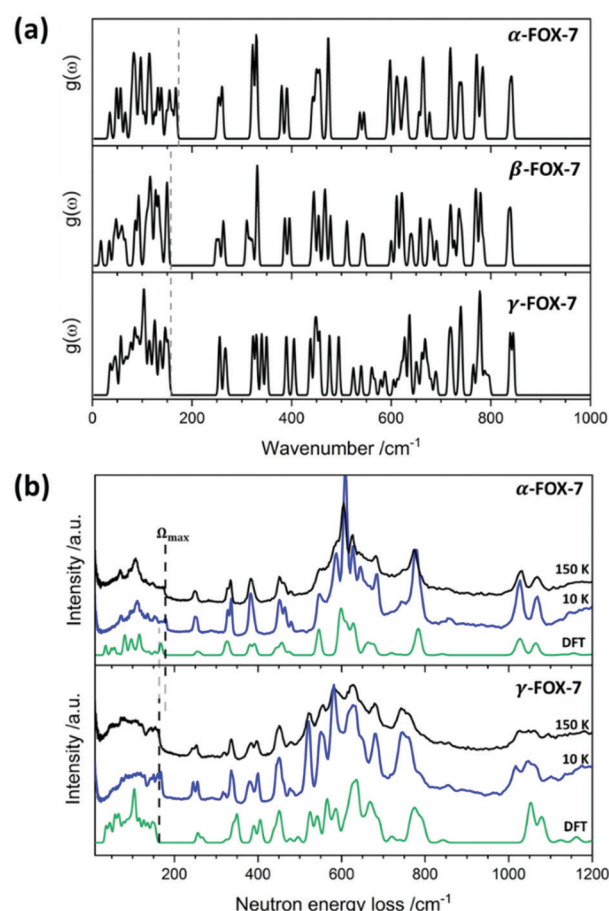 (a)
α-FOX-7
g(ω)
β-FOX-7
g(ω)
γ-FOX-7
g(ω)
0 200 400 600 800 1000
Wavenumber /cm-1
(b)
α-FOX-7
Ωmax
Intensity /a.u.
150 K
10 K
DFT
γ-FOX-7
Intensity /a.u.
150 K
10 K
DFT
200 400 600 800 1000 1200
Neutron energy loss /cm-1